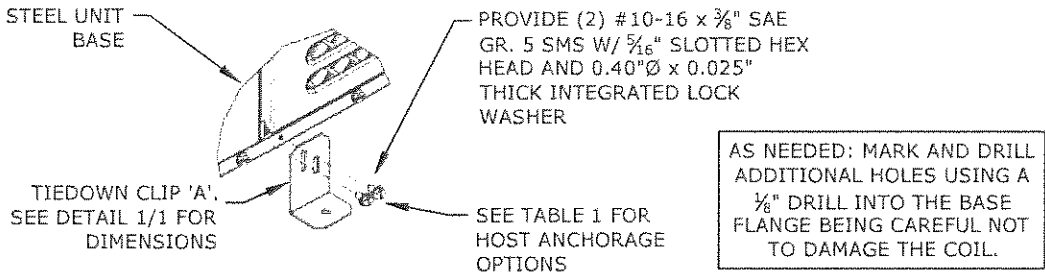 STEEL UNIT
BASE
PROVIDE (2) #10-16 x ⅜" SAE
GR. 5 SMS W/ 5⁄16" SLOTTED HEX
HEAD AND 0.40"Ø x 0.025"
THICK INTEGRATED LOCK
WASHER
TIEDOWN CLIP 'A',
SEE DETAIL 1/1 FOR
DIMENSIONS
SEE TABLE 1 FOR
HOST ANCHORAGE
OPTIONS
AS NEEDED: MARK AND DRILL
ADDITIONAL HOLES USING A
⅛" DRILL INTO THE BASE
FLANGE BEING CAREFUL NOT
TO DAMAGE THE COIL.